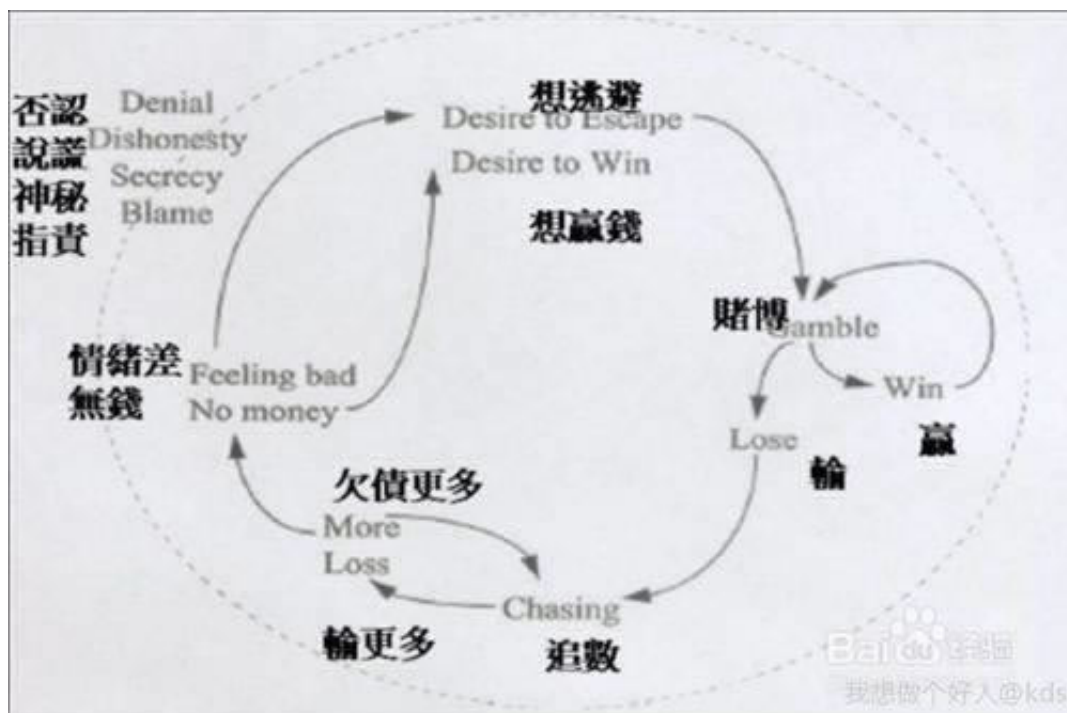 否認
說謊
神秘
指責
Denial
Dishonesty
Secrecy
Blame
想逃避
Desire to Escape
Desire to Win
想贏錢
賭博
Gamble
Win
贏
Lose
輸
情緒差
無錢
Feeling bad
No money
欠債更多
More
Loss
輸更多
Chasing
追數
Baidu
我想做个好人@kds